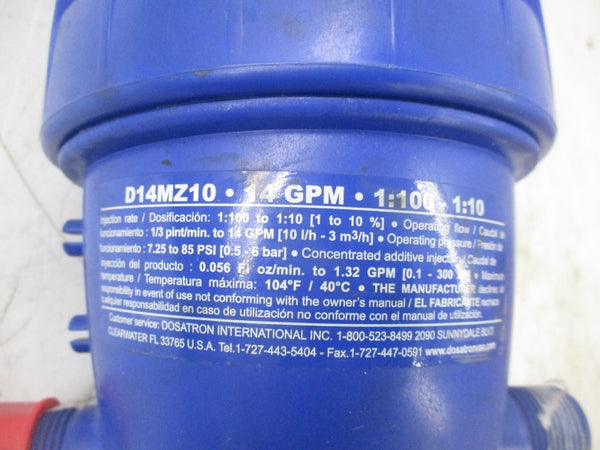 D14MZ10 • 14 GPM • 1:100 - 1:10
Injection rate / Dosificación: 1:100 to 1:10 [1 to 10 %] • Operating flow / Caudal de
funcionamiento : 1/3 pint/min. to 14 GPM [10 l/h - 3 m³/h] • Operating pressure / Presión de
funcionamiento : 7.25 to 85 PSI [0.5 - 6 bar] • Concentrated additive injection / Caudal de
inyección del producto : 0.056 Fl oz/min. to 1.32 GPM [0.1 - 300 • Maximum
temperature / Temperatura máxima: 104°F / 40°C • THE MANUFACTURER declines all
responsibility in event of use not conforming with the owner's manual / EL FABRICANTE rechaza
cualquier responsabilidad en caso de utilización no conforme con el manual de utilización.
Customer service: DOSATRON INTERNATIONAL INC. 1-800-523-8499 2090 SUNNYDALE BLVD
CLEARWATER FL 33765 U.S.A. Tel.1-727-443-5404 - Fax.1-727-447-0591 www.dosatronusa.com